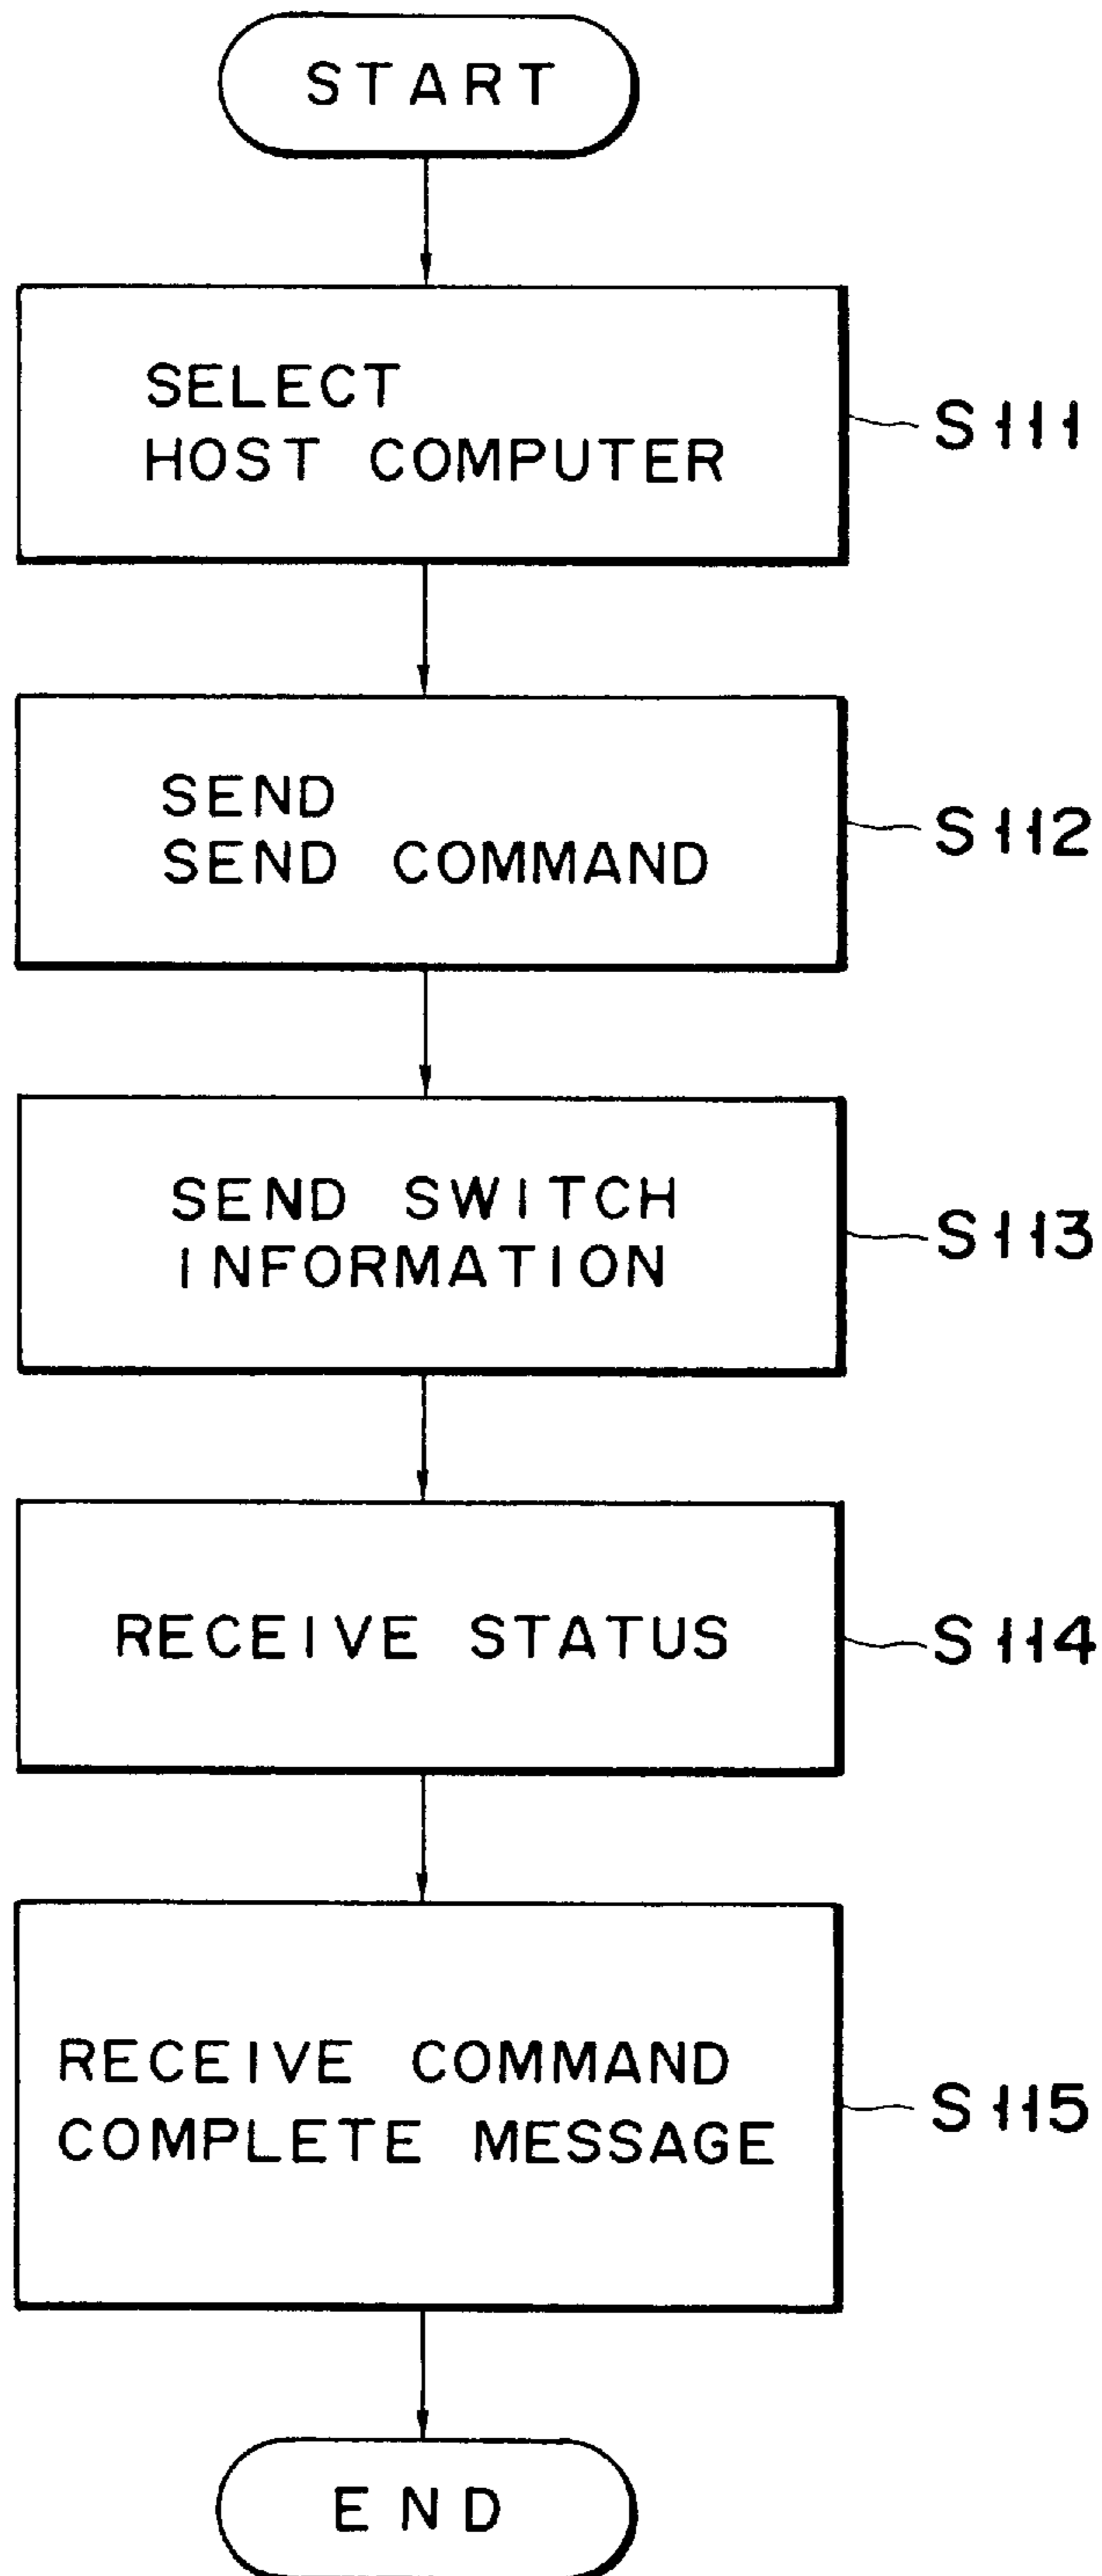 START
SELECT
HOST COMPUTER
S111
SEND
SEND COMMAND
S112
SEND SWITCH
INFORMATION
S113
RECEIVE STATUS
S114
RECEIVE COMMAND
COMPLETE MESSAGE
S115
END